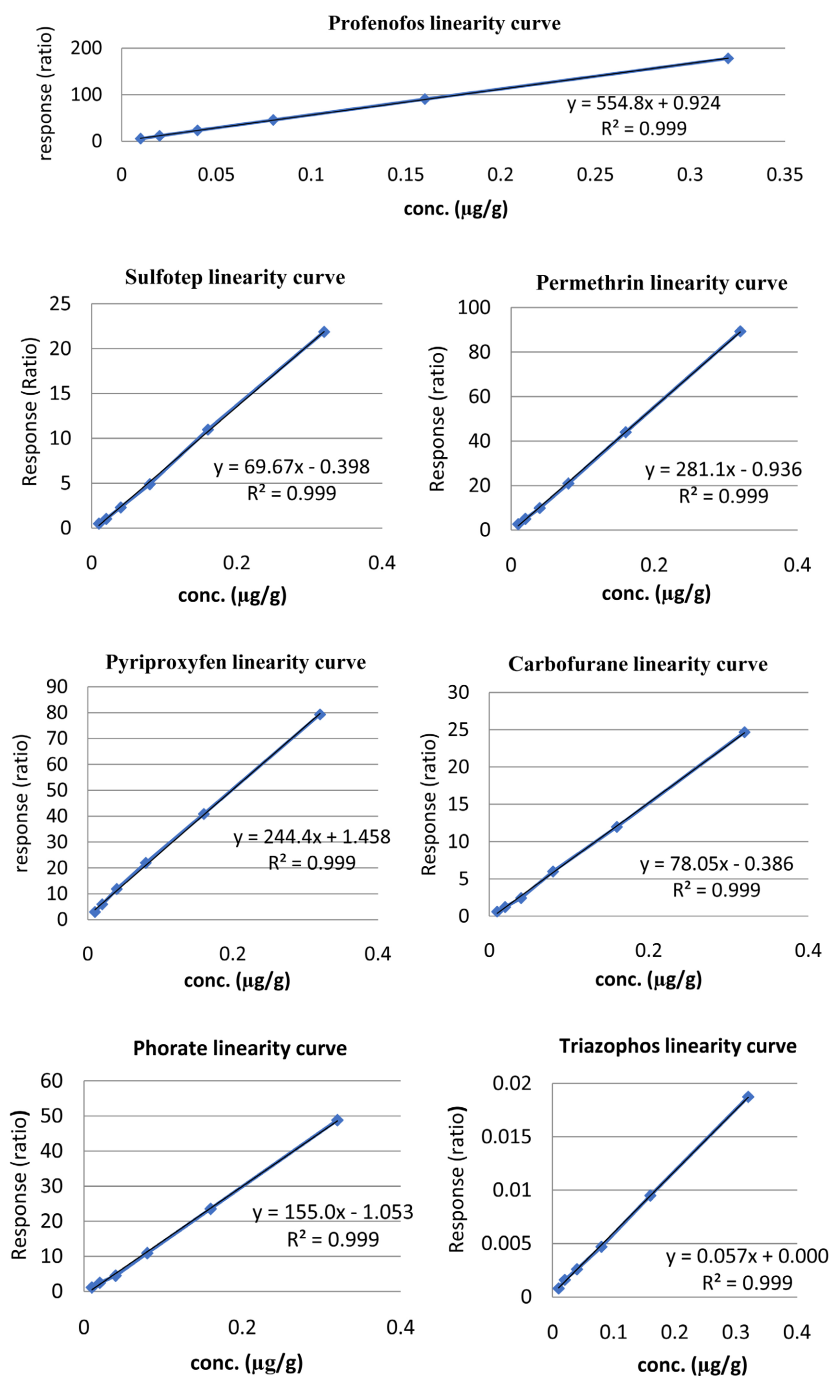 Profenofos linearity curve
200
100
0
response (ratio)
y = 554.8x + 0.924
R² = 0.999
0 0.05 0.1 0.15 0.2 0.25 0.3 0.35
conc. (µg/g)
Sulfotep linearity curve
25
20
15
10
5
0
Response (Ratio)
y = 69.67x - 0.398
R² = 0.999
0 0.2 0.4
conc. (µg/g)
Permethrin linearity curve
100
80
60
40
20
0
Response (ratio)
y = 281.1x - 0.936
R² = 0.999
0 0.2 0.4
conc. (µg/g)
Pyriproxyfen linearity curve
90
80
70
60
50
40
30
20
10
0
response (ratio)
y = 244.4x + 1.458
R² = 0.999
0 0.2 0.4
conc. (µg/g)
Carbofurane linearity curve
30
25
20
15
10
5
0
Response (ratio)
y = 78.05x - 0.386
R² = 0.999
0 0.2 0.4
conc. (µg/g)
Phorate linearity curve
60
50
40
30
20
10
0
Response (ratio)
y = 155.0x - 1.053
R² = 0.999
0 0.2 0.4
conc. (µg/g)
Triazophos linearity curve
0.02
0.015
0.01
0.005
0
Response (ratio)
y = 0.057x + 0.000
R² = 0.999
0 0.1 0.2 0.3 0.4
conc. (µg/g)